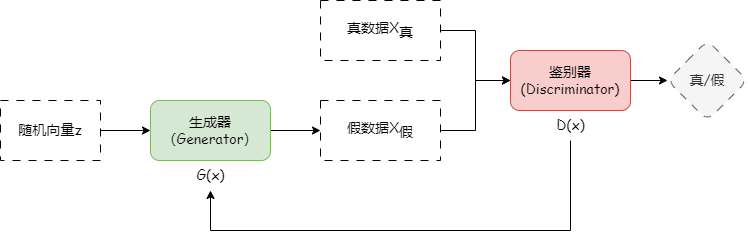 真数据X真
鉴别器
(Discriminator)
真/假
随机向量z
生成器
(Generator)
假数据X假
D(x)
G(x)